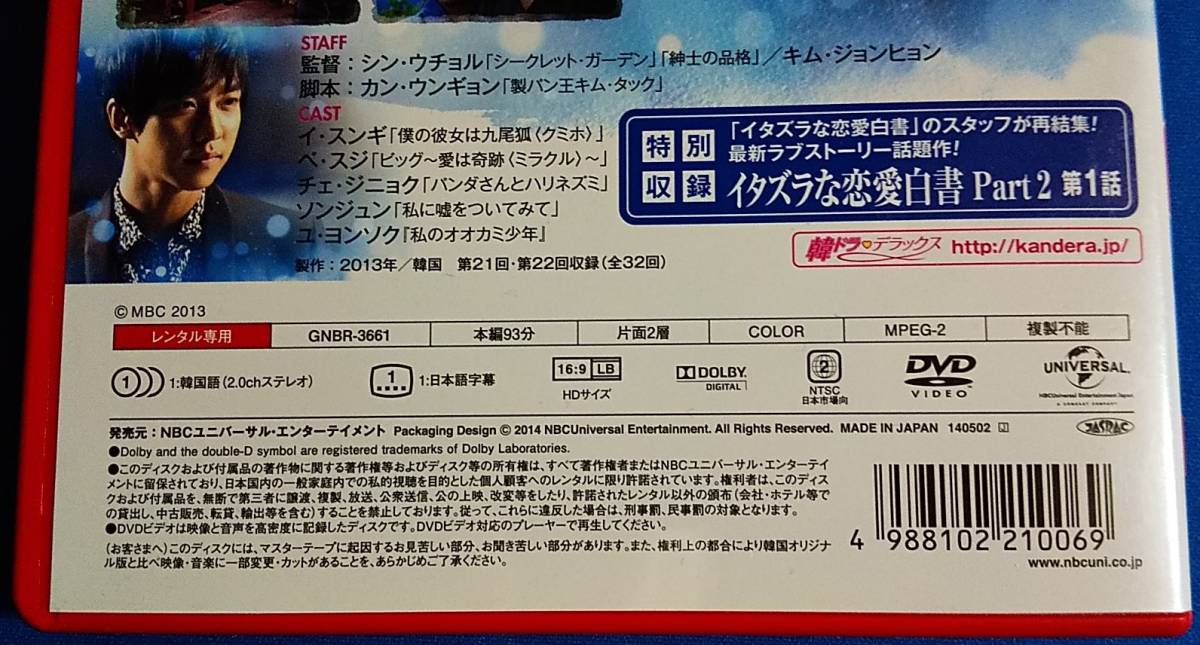 STAFF
監督：シン・ウチョル「シークレット・ガーデン」「紳士の品格」／キム・ジョンヒョン
脚本：カン・ウンギョン「製パン王キム・タック」
CAST
イ・スンギ「僕の彼女は九尾狐〈クミホ〉」
ペ・スジ「ビッグ～愛は奇跡〈ミラクル〉～」
チェ・ジニョク「パンダさんとハリネズミ」
ソンジュン「私に嘘をついてみて」
ユ・ヨンソク『私のオオカミ少年』
製作：2013年／韓国 第21回・第22回収録（全32回）
特別収録
「イタズラな恋愛白書」のスタッフが再結集！
最新ラブストーリー話題作！
イタズラな恋愛白書 Part 2 第1話
韓ドラ・デラックス http://kandera.jp/
©MBC 2013
レンタル専用 GNBR-3661 本編93分 片面2層 COLOR MPEG-2 複製不能
1 1:韓国語（2.0chステレオ） 1 1:日本語字幕 16:9 LB HDサイズ DOLBY DIGITAL 2 NTSC 日本市場向 DVD VIDEO UNIVERSAL
NBCUniversal Entertainment Japan
A COMCAST COMPANY
発売元：NBCユニバーサル・エンターテイメント Packaging Design © 2014 NBCUniversal Entertainment. All Rights Reserved. MADE IN JAPAN 140502 J JASRAC
●Dolby and the double-D symbol are registered trademarks of Dolby Laboratories.
●このディスクおよび付属品の著作物に関する著作権等およびディスク等の所有権は、すべて著作権者またはNBCユニバーサル・エンターテイ
メントに留保されており、日本国内の一般家庭内での私的視聴を目的とした個人顧客へのレンタルに限り許諾されています。権利者は、このディス
クおよび付属品を、無断で第三者に譲渡、複製、放送、公衆送信、公の上映、改変等をしたり、許諾されたレンタル以外の頒布（会社・ホテル等で
の貸出し、中古販売、転貸、輸出等を含む）することを禁止しております。従って、これらに違反した場合は、刑事罰、民事罰の対象となります。
●DVDビデオは映像と音声を高密度に記録したディスクです。DVDビデオ対応のプレーヤーで再生してください。
（お客さまへ）このディスクには、マスターテープに起因するお見苦しい部分、お聞き苦しい部分があります。また、権利上の都合により韓国オリジナ
ル版と比べ映像・音楽に一部変更・カットがあることを、あらかじめご了承ください。
4 988102 210069
www.nbcuni.co.jp